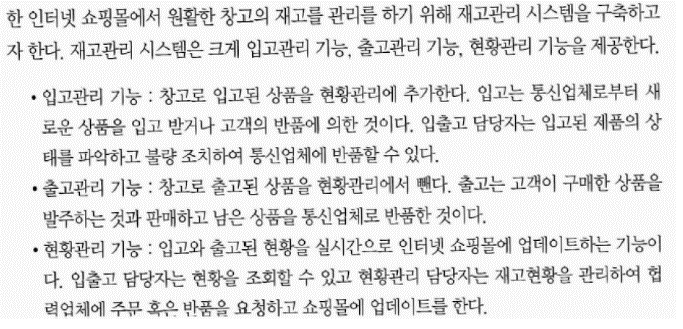 한 인터넷 쇼핑몰에서 원활한 창고의 재고를 관리를 하기 위해 재고관리 시스템을 구축하고
자 한다. 재고관리 시스템은 크게 입고관리 기능, 출고관리 기능, 현황관리 기능을 제공한다.
• 입고관리 기능 : 창고로 입고된 상품을 현황관리에 추가한다. 입고는 통신업체로부터 새
로운 상품을 입고 받거나 고객의 반품에 의한 것이다. 입출고 담당자는 입고된 제품의 상
태를 파악하고 불량 조치하여 통신업체에 반품할 수 있다.
• 출고관리 기능 : 창고로 출고된 상품을 현황관리에서 뺀다. 출고는 고객이 구매한 상품을
발주하는 것과 판매하고 남은 상품을 통신업체로 반품한 것이다.
• 현황관리 기능 : 입고와 출고된 현황을 실시간으로 인터넷 쇼핑몰에 업데이트하는 기능이
다. 입출고 담당자는 현황을 조회할 수 있고 현황관리 담당자는 재고현황을 관리하여 협
력업체에 주문 혹은 반품을 요청하고 쇼핑몰에 업데이트를 한다.